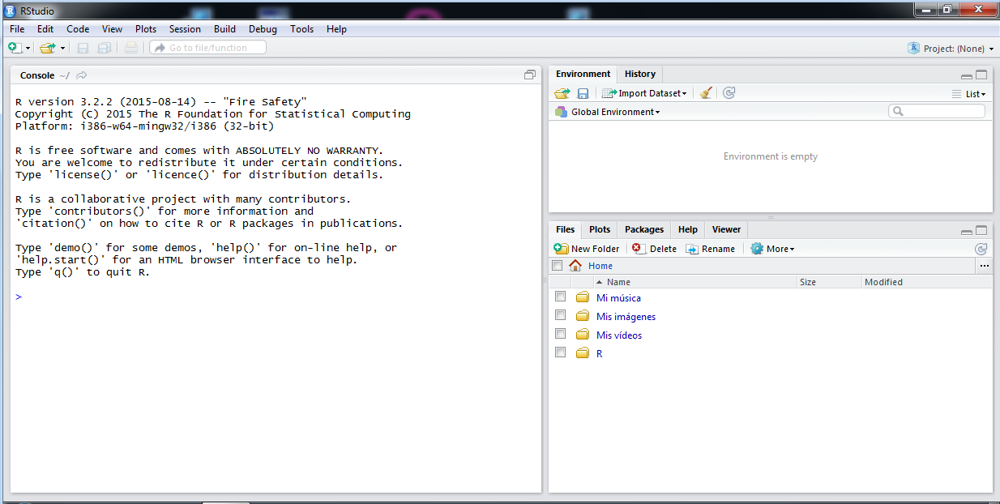 RStudio
File Edit Code View Plots Session Build Debug Tools Help
Go to file/function
Project: (None)
Console ~/
R version 3.2.2 (2015-08-14) -- "Fire Safety"
Copyright (C) 2015 The R Foundation for Statistical Computing
Platform: i386-w64-mingw32/i386 (32-bit)
R is free software and comes with ABSOLUTELY NO WARRANTY.
You are welcome to redistribute it under certain conditions.
Type 'license()' or 'licence()' for distribution details.
R is a collaborative project with many contributors.
Type 'contributors()' for more information and
'citation()' on how to cite R or R packages in publications.
Type 'demo()' for some demos, 'help()' for on-line help, or
'help.start()' for an HTML browser interface to help.
Type 'q()' to quit R.
>
Environment History
Import Dataset List
Global Environment
Environment is empty
Files Plots Packages Help Viewer
New Folder Delete Rename More
Home ...
Name Size Modified
Mi música
Mis imágenes
Mis vídeos
R